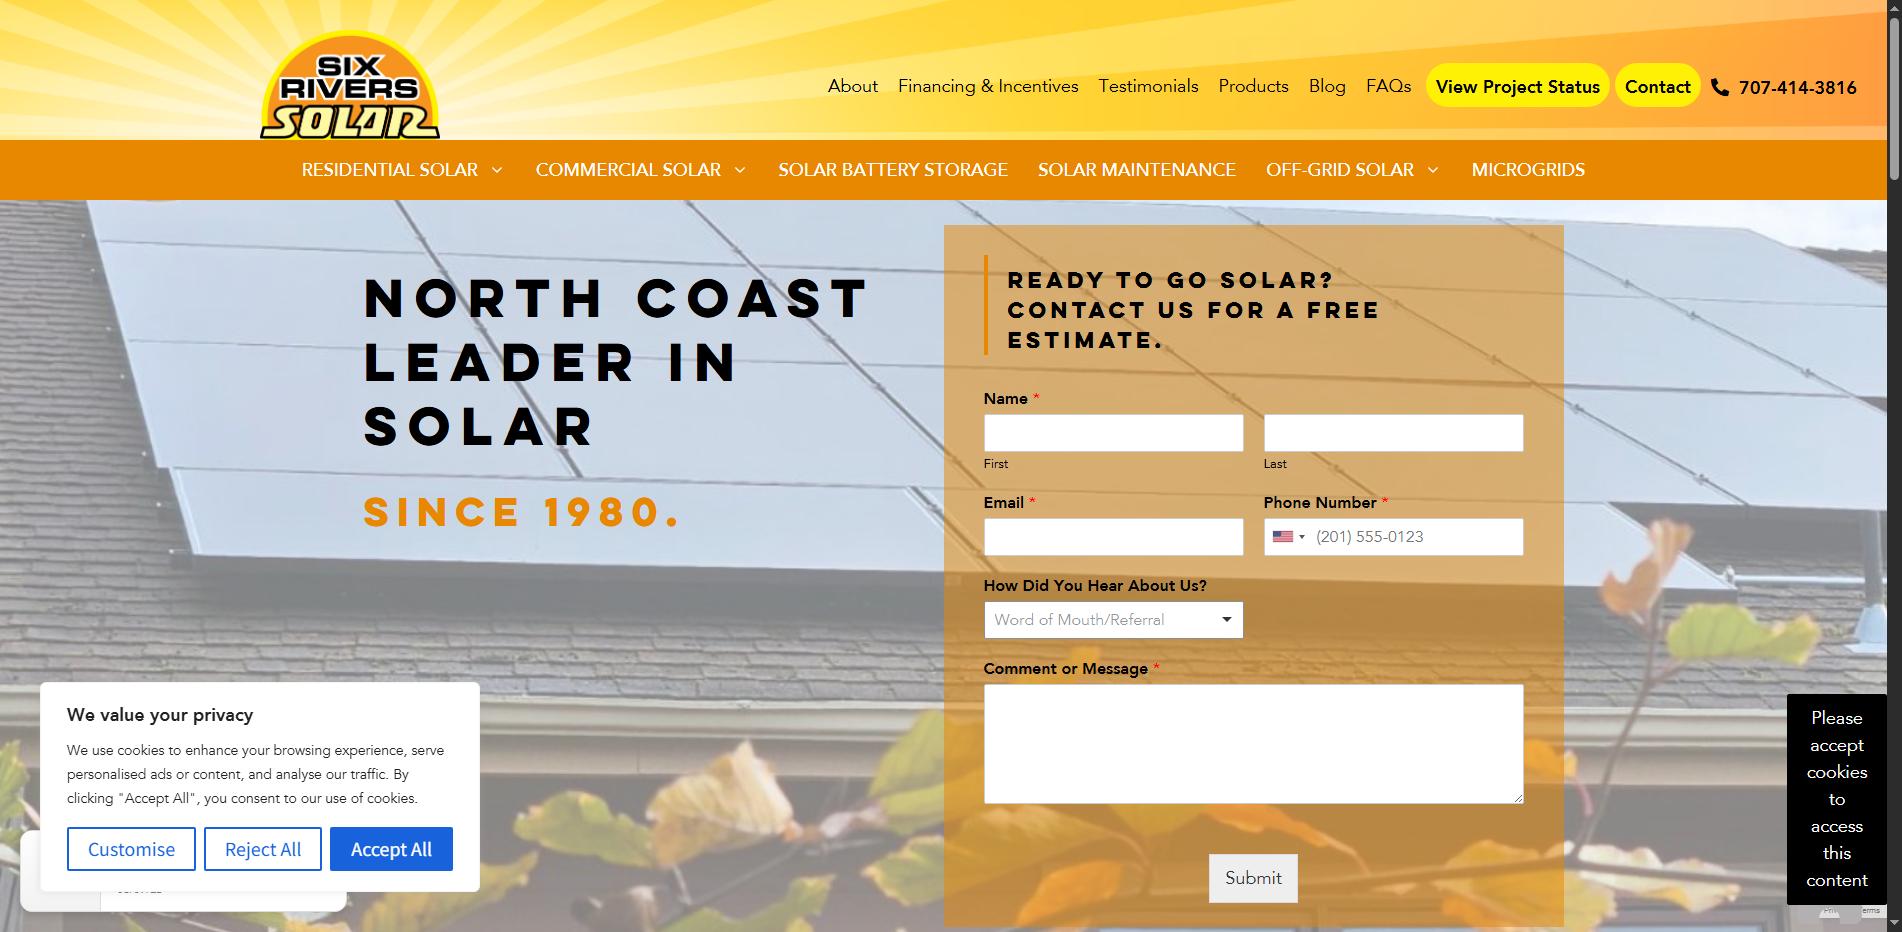 SIX
RIVERS
SOLAR
About Financing & Incentives Testimonials Products Blog FAQs View Project Status Contact 707-414-3816
RESIDENTIAL SOLAR COMMERCIAL SOLAR SOLAR BATTERY STORAGE SOLAR MAINTENANCE OFF-GRID SOLAR MICROGRIDS
NORTH COAST
LEADER IN
SOLAR
SINCE 1980.
READY TO GO SOLAR?
CONTACT US FOR A FREE
ESTIMATE.
Name *
First Last
Email * Phone Number *
(201) 555-0123
How Did You Hear About Us?
Word of Mouth/Referral
Comment or Message *
Submit
We value your privacy
We use cookies to enhance your browsing experience, serve
personalised ads or content, and analyse our traffic. By
clicking "Accept All", you consent to our use of cookies.
Customise Reject All Accept All
Please
accept
cookies
to
access
this
content